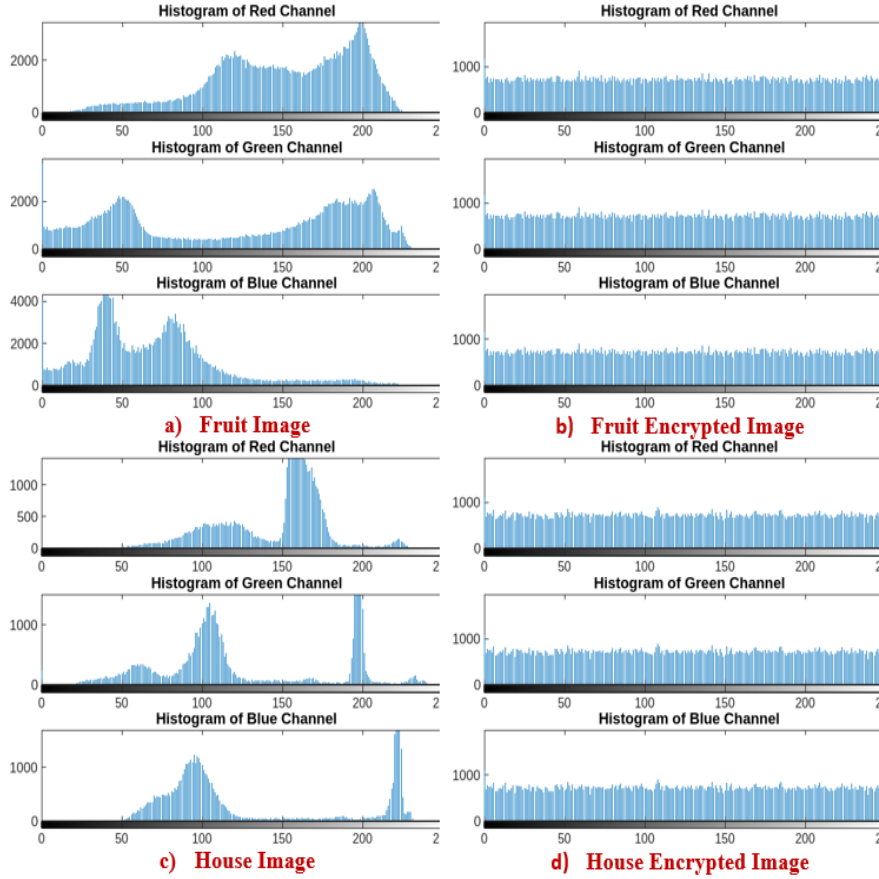 Histogram of Red Channel
2000
0
0 50 100 150 200 2
Histogram of Green Channel
2000
0
0 50 100 150 200 2
Histogram of Blue Channel
4000
2000
0
0 50 100 150 200 2
a) Fruit Image
Histogram of Red Channel
1000
0
0 50 100 150 200 25
Histogram of Green Channel
1000
0
0 50 100 150 200 25
Histogram of Blue Channel
1000
0
0 50 100 150 200 25
b) Fruit Encrypted Image
Histogram of Red Channel
1000
500
0
0 50 100 150 200 2
Histogram of Green Channel
1000
0
0 50 100 150 200 2
Histogram of Blue Channel
1000
0
0 50 100 150 200 2
c) House Image
Histogram of Red Channel
1000
0
0 50 100 150 200 25
Histogram of Green Channel
1000
0
0 50 100 150 200 25
Histogram of Blue Channel
1000
0
0 50 100 150 200 25
d) House Encrypted Image